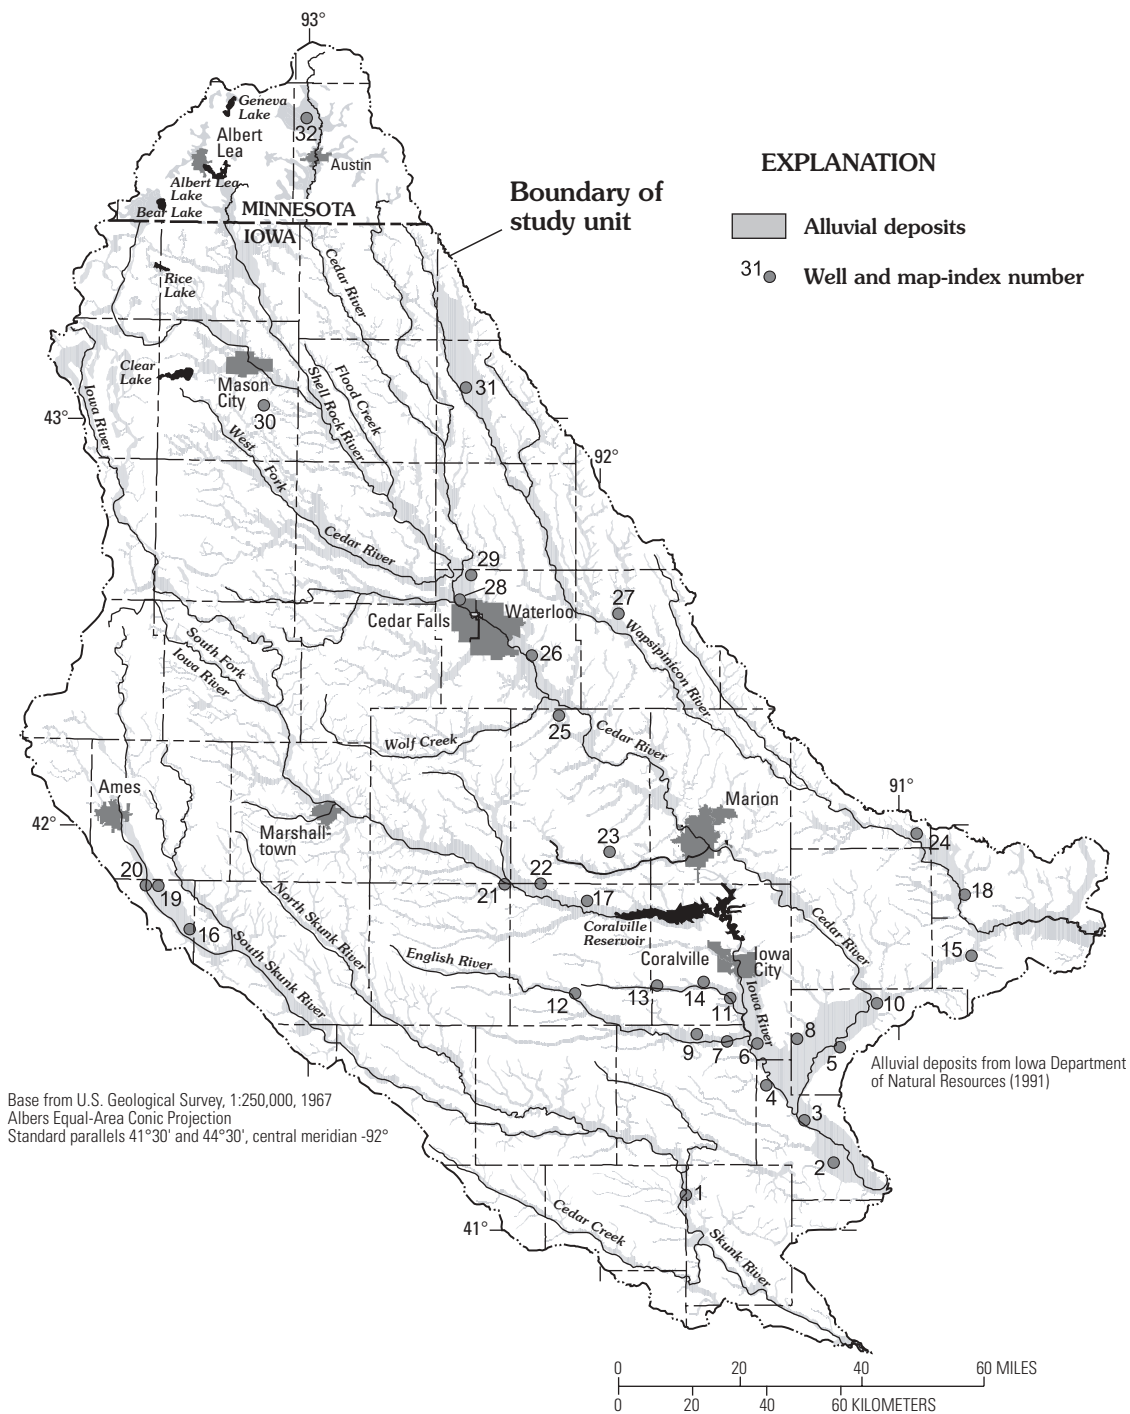 93°
Geneva
Lake
32
Albert
Lea
Austin
Albert Lea
Lake
Bear Lake
MINNESOTA
IOWA
Rice
Lake
Cedar River
Boundary of
study unit
EXPLANATION
Alluvial deposits
31
Well and map-index number
Clear
Lake
Mason
City
30
31
Iowa River
43°
Flood Creek
Shell Rock River
West
Fork
Cedar River
92°
29
28
Cedar Falls
Waterloo
27
26
Wapsipinicon River
South Fork
Iowa River
25
Wolf Creek
Cedar River
Ames
42°
Marshall-
town
Marion
91°
23
24
20
19
21
22
17
18
16
North Skunk River
South Skunk River
Coralville
Reservoir
Cedar River
15
English River
Coralville
Iowa
City
Iowa River
12
13
14
11
10
9
7
6
8
5
4
3
2
1
Alluvial deposits from Iowa Department
of Natural Resources (1991)
Base from U.S. Geological Survey, 1:250,000, 1967
Albers Equal-Area Conic Projection
Standard parallels 41°30' and 44°30', central meridian -92°
41°
Cedar Creek
Skunk River
0 20 40 60 MILES
0 20 40 60 KILOMETERS